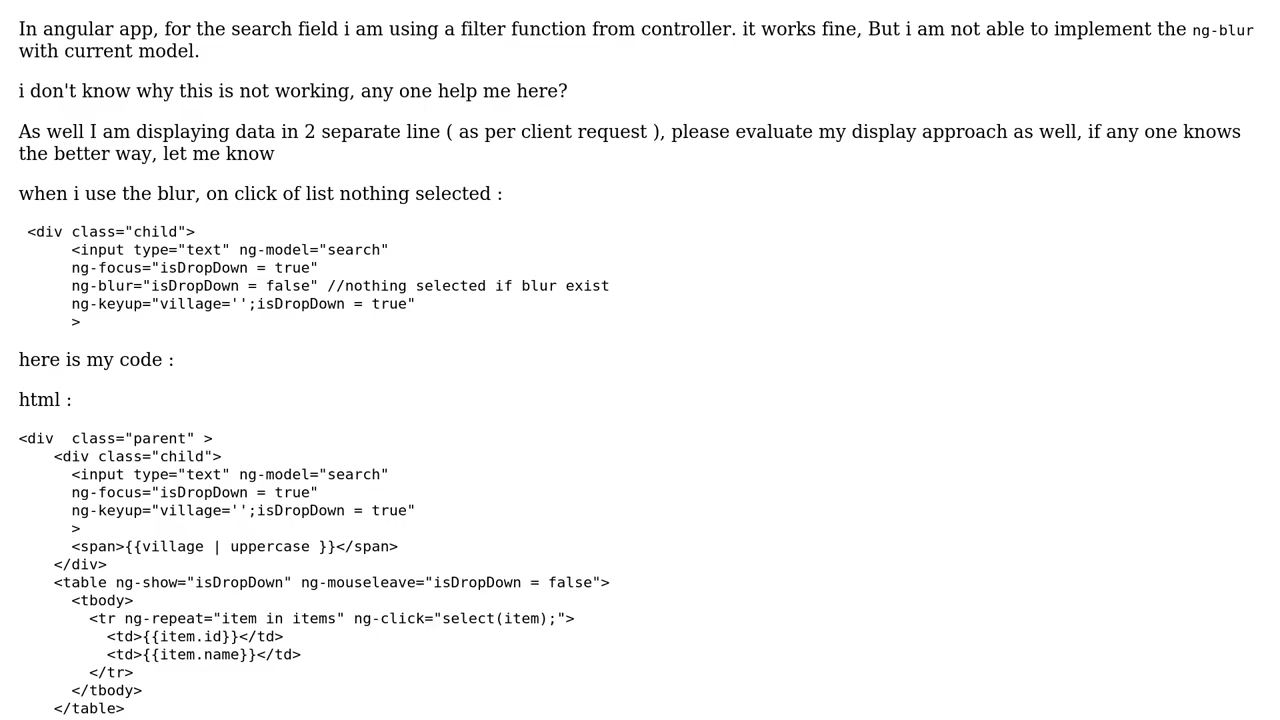 In angular app, for the search field i am using a filter function from controller. it works fine, But i am not able to implement the ng-blur
with current model.
i don't know why this is not working, any one help me here?
As well I am displaying data in 2 separate line ( as per client request ), please evaluate my display approach as well, if any one knows
the better way, let me know
when i use the blur, on click of list nothing selected :
<div class="child">
<input type="text" ng-model="search"
ng-focus="isDropDown = true"
ng-blur="isDropDown = false" //nothing selected if blur exist
ng-keyup="village='';isDropDown = true"
>
here is my code :
html :
<div  class="parent" >
<div class="child">
<input type="text" ng-model="search"
ng-focus="isDropDown = true"
ng-keyup="village='';isDropDown = true"
>
<span>{{village | uppercase }}</span>
</div>
<table ng-show="isDropDown" ng-mouseleave="isDropDown = false">
<tbody>
<tr ng-repeat="item in items" ng-click="select(item);">
<td>{{item.id}}</td>
<td>{{item.name}}</td>
</tr>
</tbody>
</table>